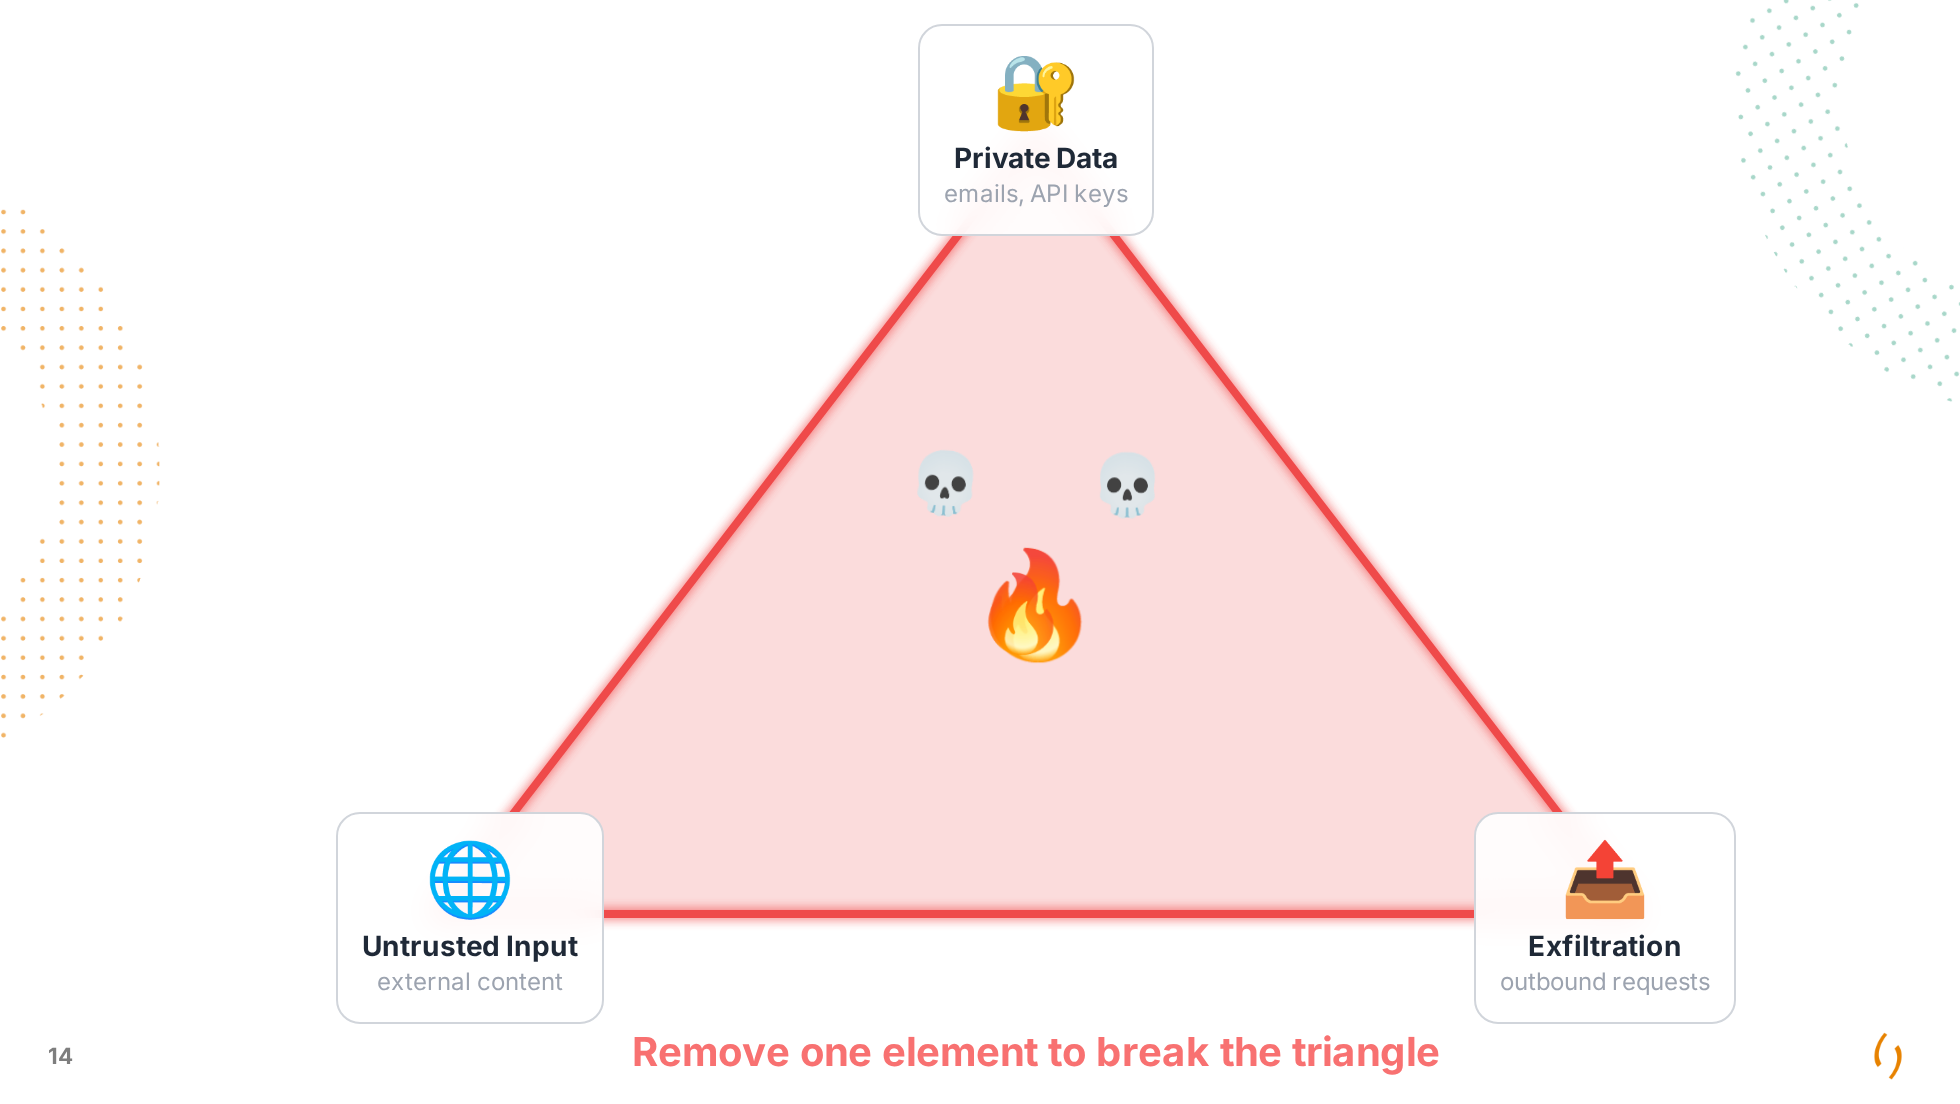 Private Data
emails, API keys
Untrusted Input
external content
Exfiltration
outbound requests
Remove one element to break the triangle
14